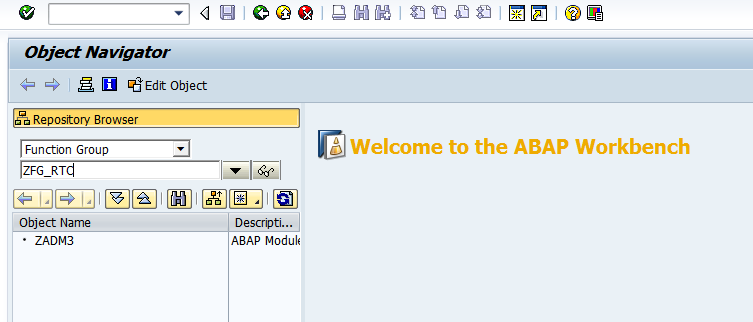 Object Navigator
Edit Object
Repository Browser
Welcome to the ABAP Workbench
Function Group
ZFG_RTC
Object Name Descripti...
ZADM3 ABAP Module